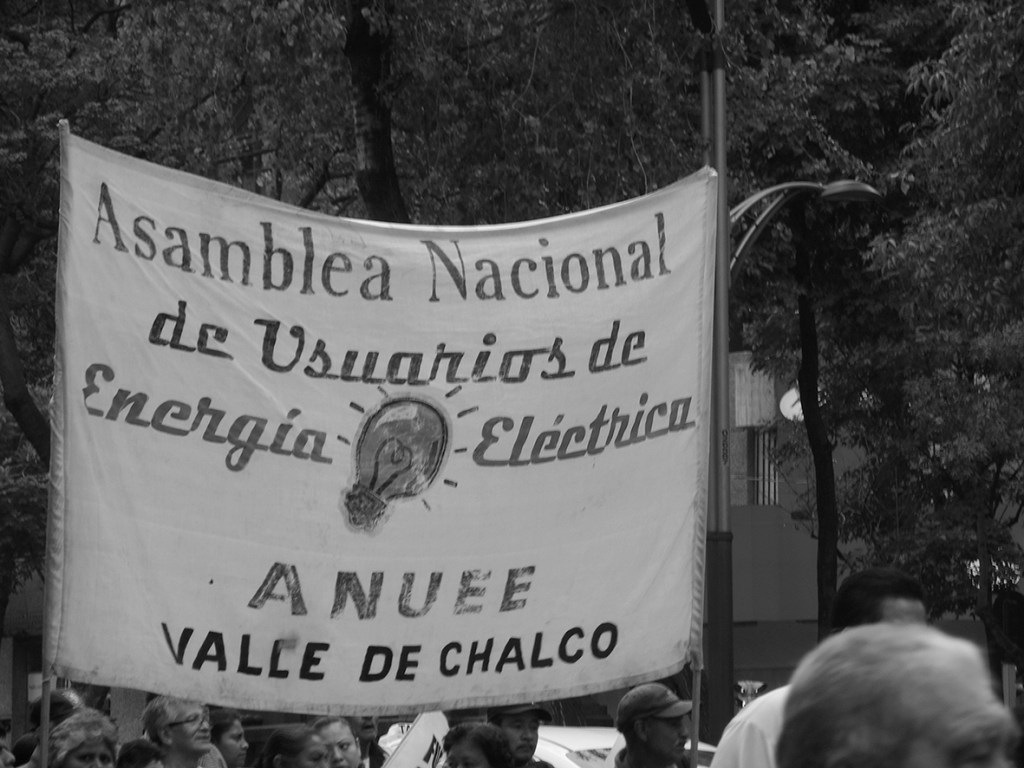 Asamblea Nacional
de Usuarios de
Energía Eléctrica
ANUEE
VALLE DE CHALCO